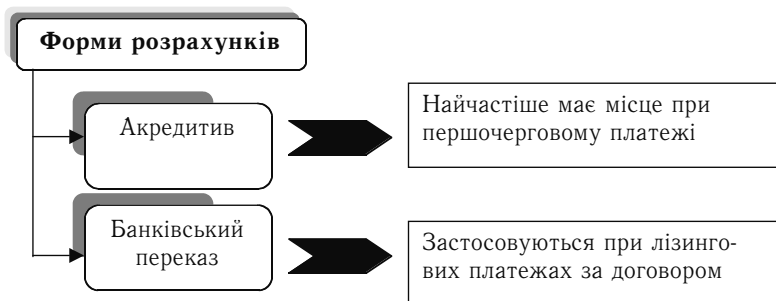 Форми розрахунків
Акредитив
Найчастіше має місце при
першочерговому платежі
Банківський
переказ
Застосовуються при лізинго-
вих платежах за договором